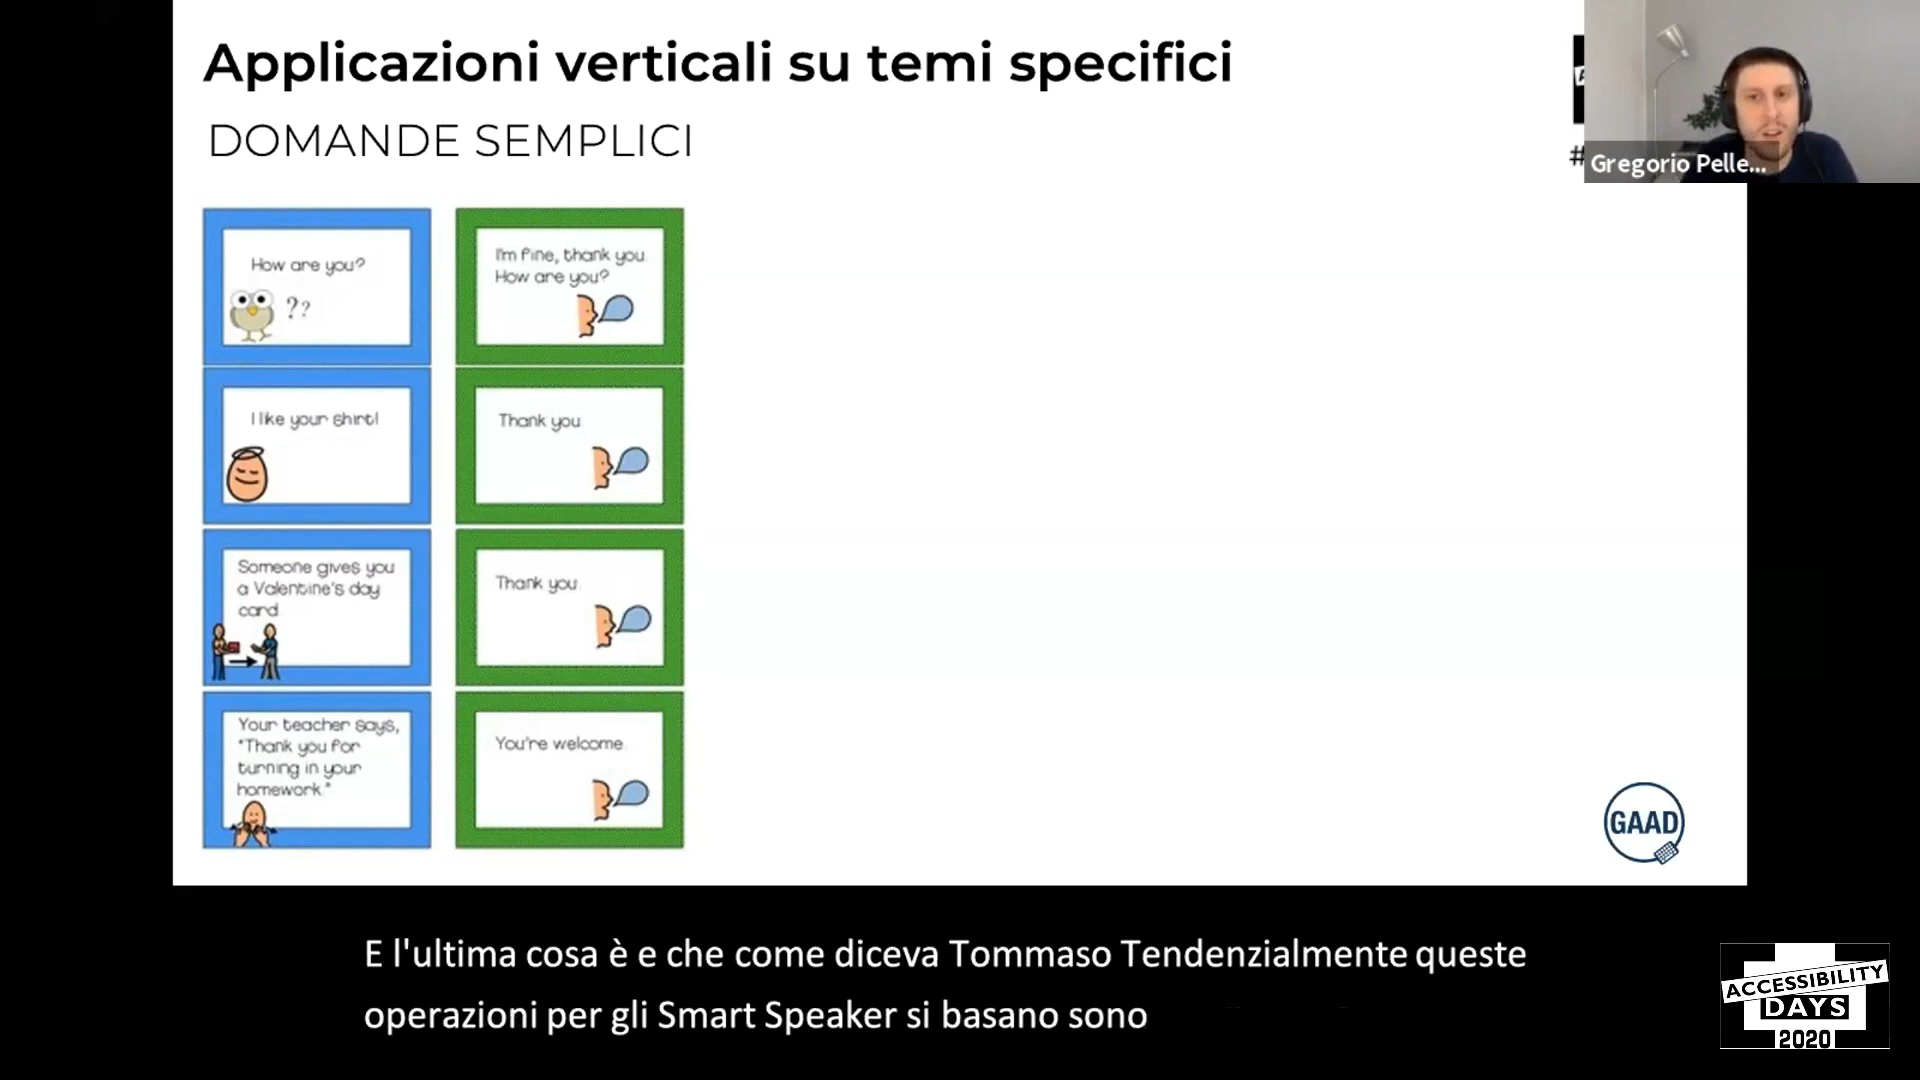 Applicazioni verticali su temi specifici
DOMANDE SEMPLICI
#
Gregorio Pelle...
How are you?
??
I'm fine, thank you.
How are you?
I like your shirt!
Thank you
Someone gives you
a Valentine's day
card
Thank you.
Your teacher says,
"Thank you for
turning in your
homework."
You're welcome.
GAAD
E l'ultima cosa è e che come diceva Tommaso Tendenzialmente queste
operazioni per gli Smart Speaker si basano sono
ACCESSIBILITY
DAYS
2020